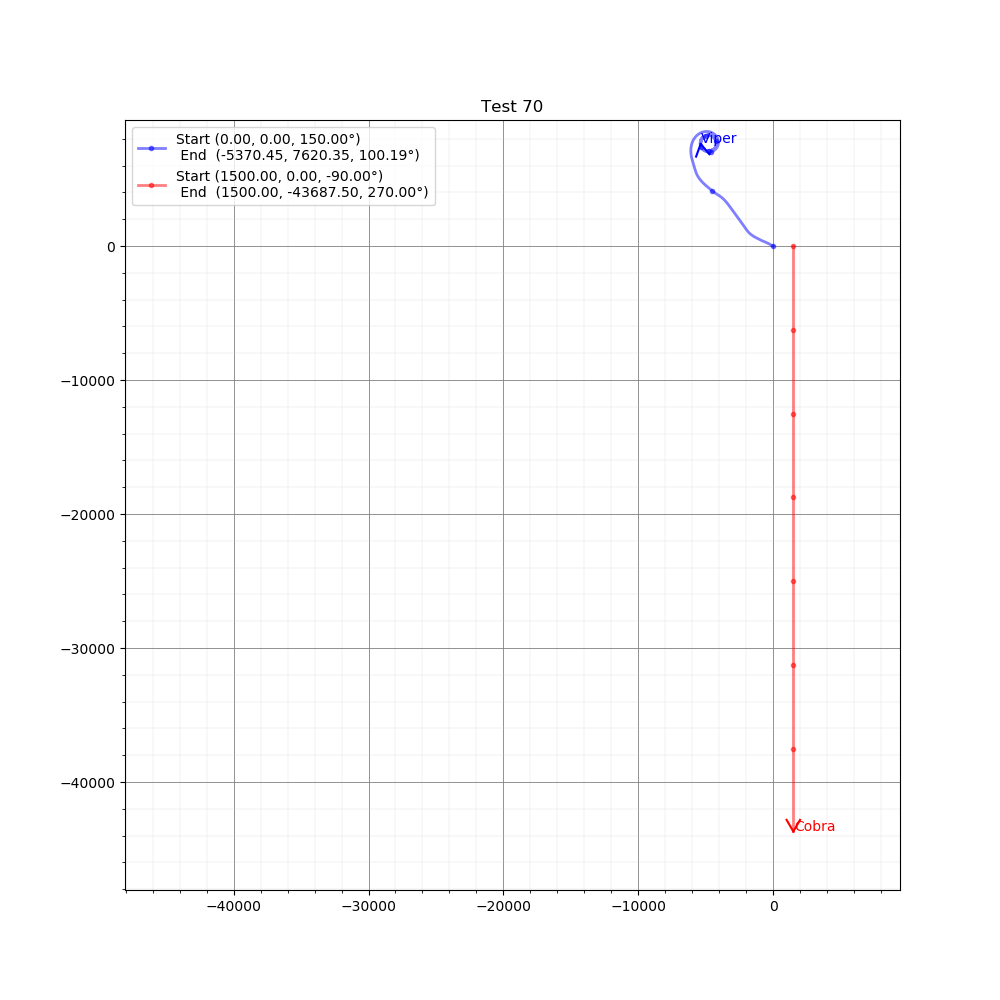 Test 70
Start (0.00, 0.00, 150.00°)
End (-5370.45, 7620.35, 100.19°)
Start (1500.00, 0.00, -90.00°)
End (1500.00, -43687.50, 270.00°)
Viper
0
−10000
−20000
−30000
−40000
Cobra
−40000
−30000
−20000
−10000
0